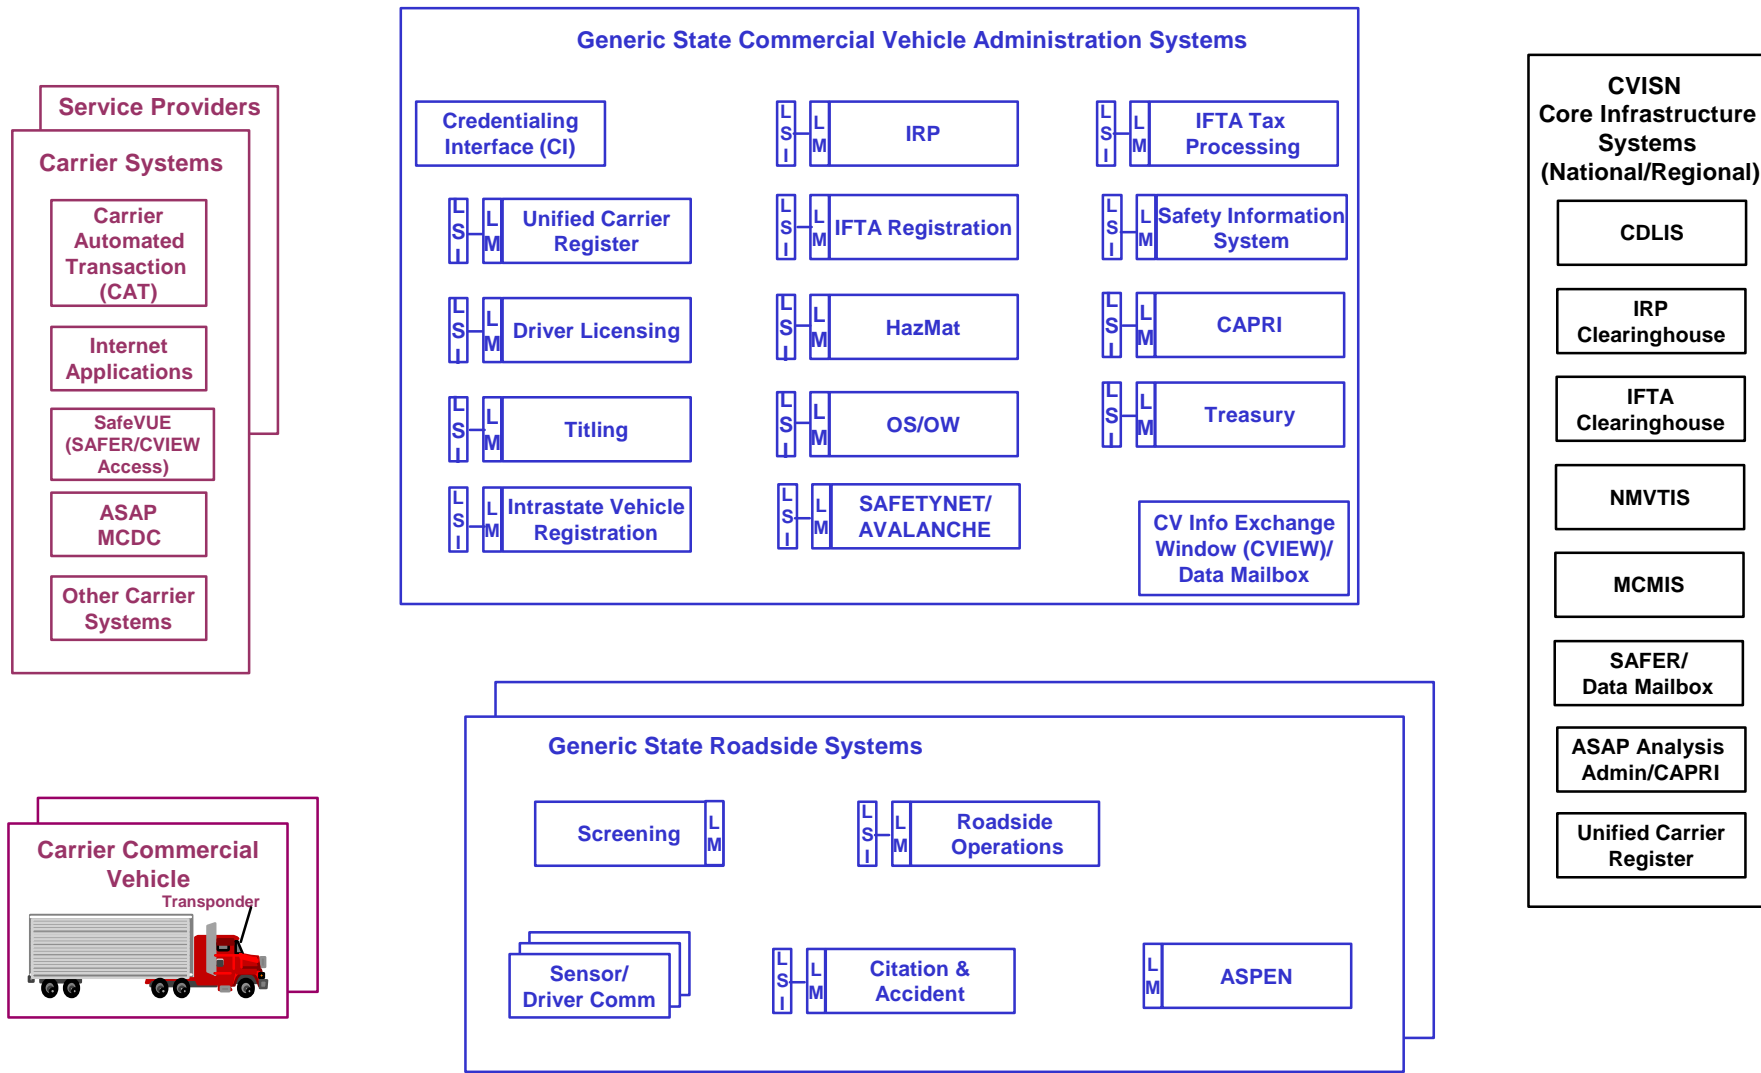 Service Providers
Carrier Systems
Carrier
Automated
Transaction
(CAT)
Internet
Applications
SafeVUE
(SAFER/CVIEW
Access)
ASAP
MCDC
Other Carrier
Systems
Carrier Commercial
Vehicle
Transponder
Generic State Commercial Vehicle Administration Systems
Credentialing
Interface (CI)
LSI
LM
IRP
LSI
LM
IFTA Tax
Processing
LSI
LM
Unified Carrier
Register
LSI
LM
IFTA Registration
LSI
LM
Safety Information
System
LSI
LM
Driver Licensing
LSI
LM
HazMat
LSI
LM
CAPRI
LSI
LM
Titling
LSI
LM
OS/OW
LSI
LM
Treasury
LSI
LM
Intrastate Vehicle
Registration
LSI
LM
SAFETYNET/
AVALANCHE
CV Info Exchange
Window (CVIEW)/
Data Mailbox
Generic State Roadside Systems
Screening
LM
LSI
LM
Roadside
Operations
Sensor/
Driver Comm
LSI
LM
Citation &
Accident
LM
ASPEN
CVISN
Core Infrastructure
Systems
(National/Regional)
CDLIS
IRP
Clearinghouse
IFTA
Clearinghouse
NMVTIS
MCMIS
SAFER/
Data Mailbox
ASAP Analysis
Admin/CAPRI
Unified Carrier
Register